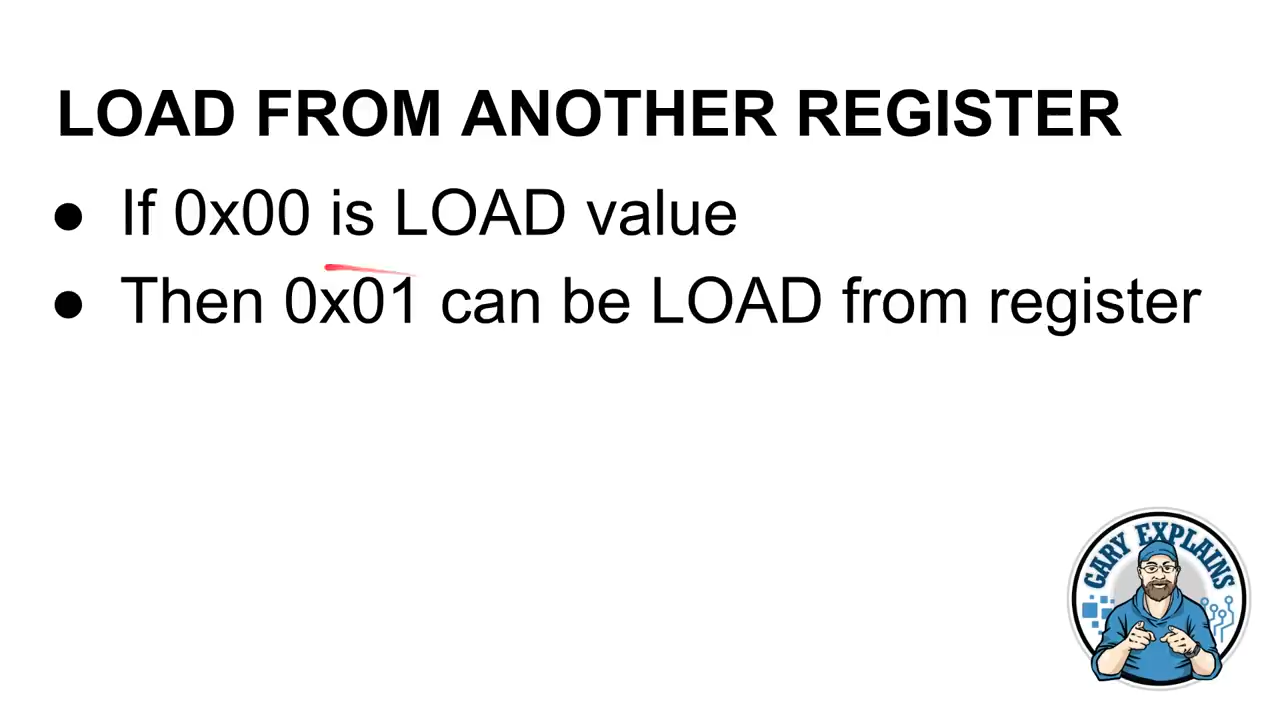 LOAD FROM ANOTHER REGISTER
● If 0x00 is LOAD value
● Then 0x01 can be LOAD from register
GARY EXPLAINS